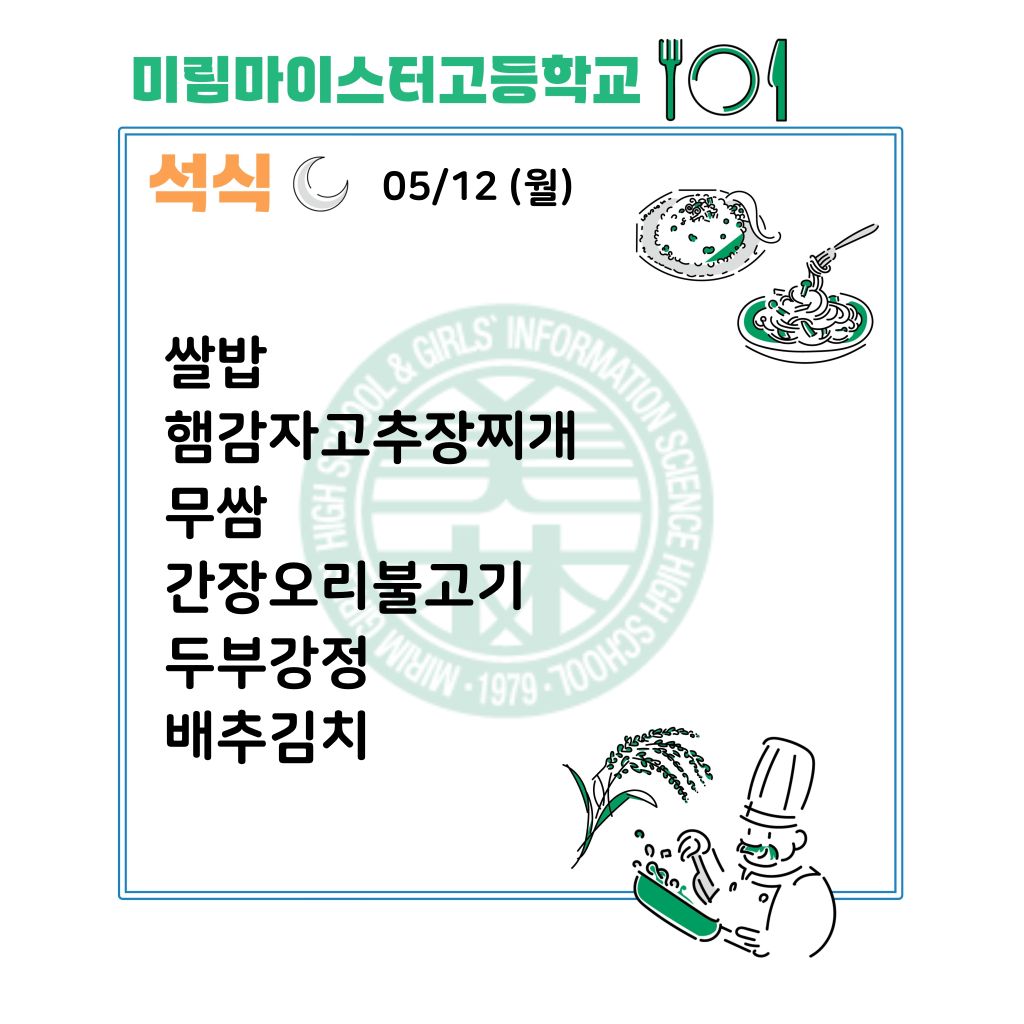 미림마이스터고등학교
석식 05/12 (월)
쌀밥
햄감자고추장찌개
무쌈
간장오리불고기
두부강정
배추김치
MIRIM GIRLS' HIGH SCHOOL & GIRLS' INFORMATION SCIENCE HIGH SCHOOL · 1979 ·